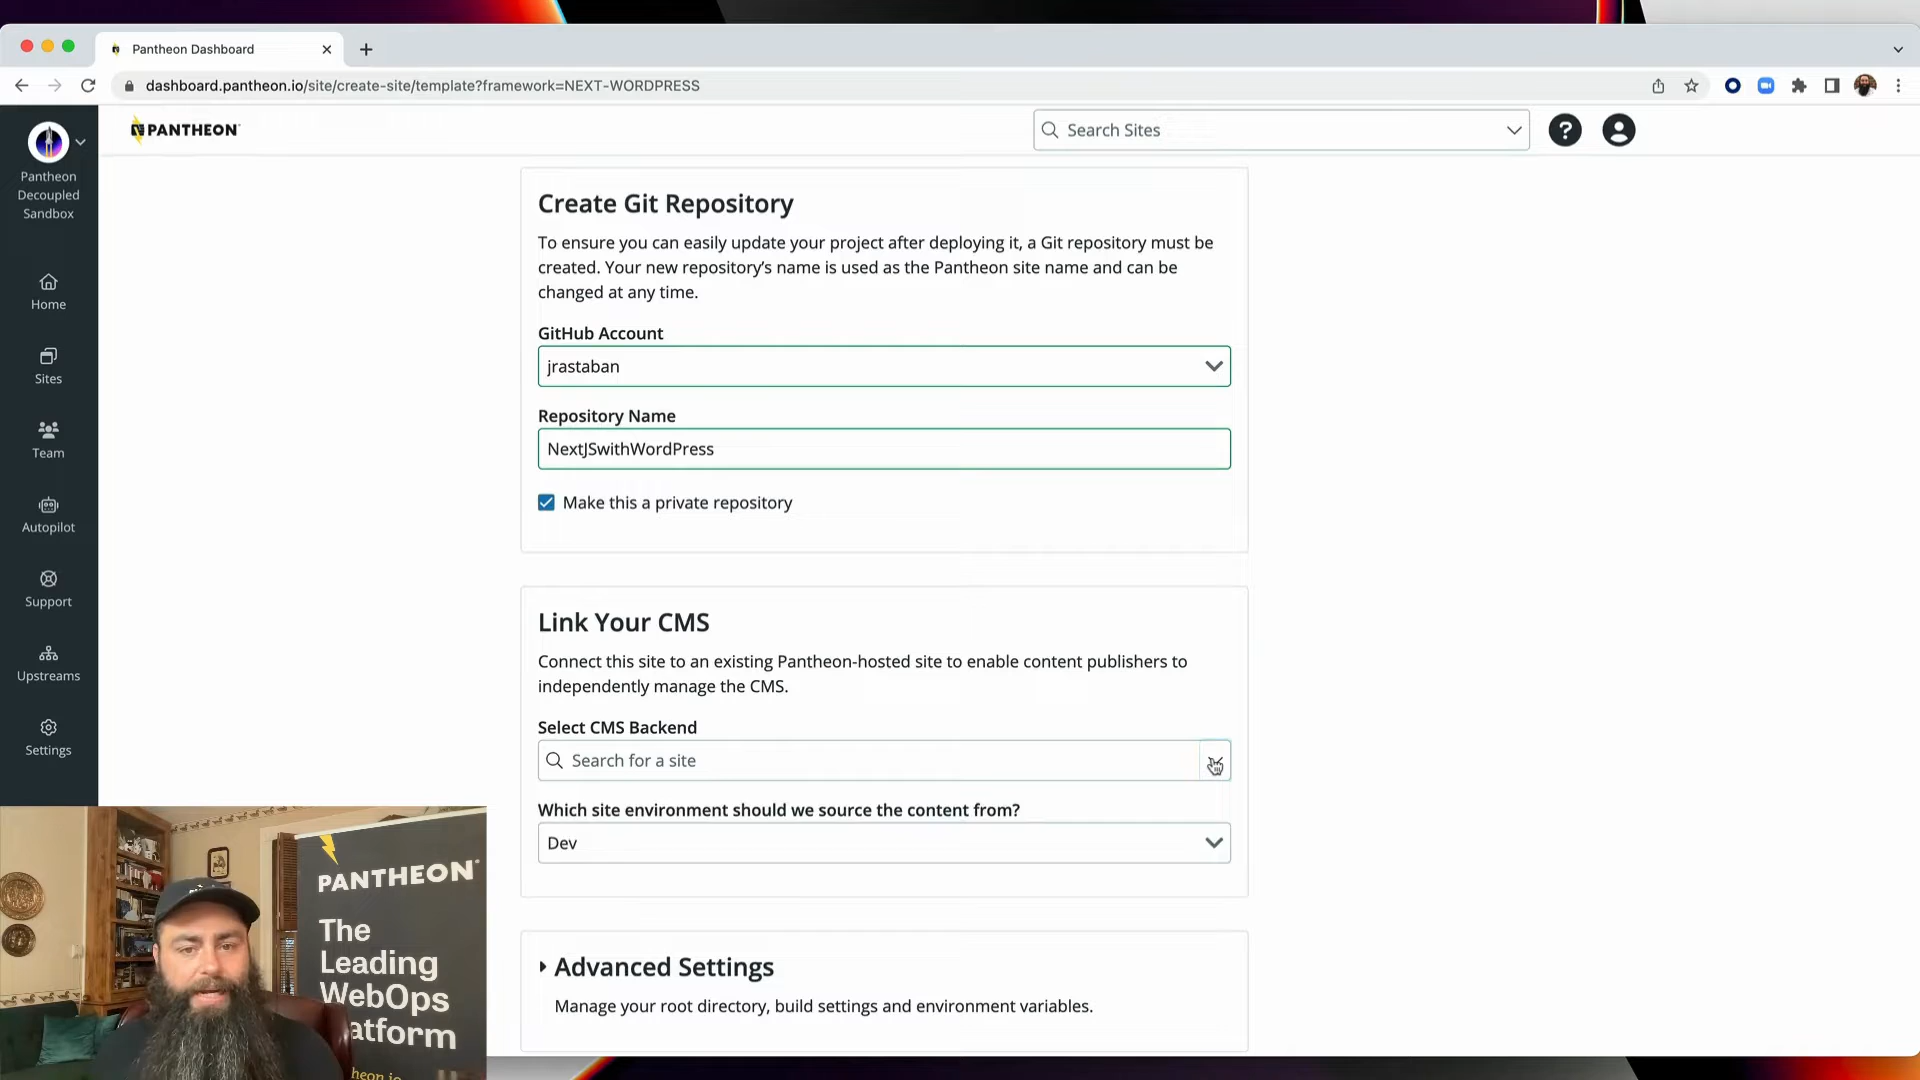 Pantheon Dashboard
dashboard.pantheon.io/site/create-site/template?framework=NEXT-WORDPRESS
PANTHEON
Search Sites
Pantheon
Decoupled
Sandbox
Home
Sites
Team
Autopilot
Support
Upstreams
Settings
Create Git Repository
To ensure you can easily update your project after deploying it, a Git repository must be
created. Your new repository’s name is used as the Pantheon site name and can be
changed at any time.
GitHub Account
jrastaban
Repository Name
NextJSwithWordPress
Make this a private repository
Link Your CMS
Connect this site to an existing Pantheon-hosted site to enable content publishers to
independently manage the CMS.
Select CMS Backend
Search for a site
Which site environment should we source the content from?
Dev
Advanced Settings
Manage your root directory, build settings and environment variables.
PANTHEON
The
Leading
WebOps
atform
heon.io